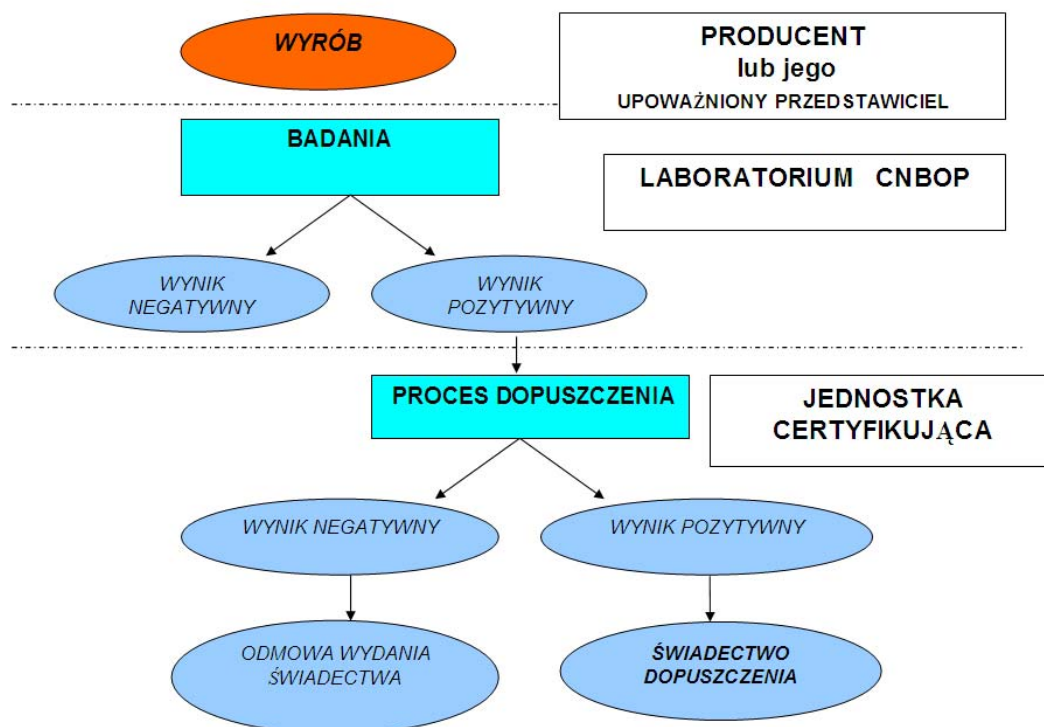 WYRÓB
PRODUCENT
lub jego
UPOWAŻNIONY PRZEDSTAWICIEL
BADANIA
LABORATORIUM CNBOP
WYNIK
NEGATYWNY
WYNIK
POZYTYWNY
PROCES DOPUSZCZENIA
JEDNOSTKA
CERTYFIKUJĄCA
WYNIK NEGATYWNY
WYNIK POZYTYWNY
ODMOWA WYDANIA
ŚWIADECTWA
ŚWIADECTWO
DOPUSZCZENIA